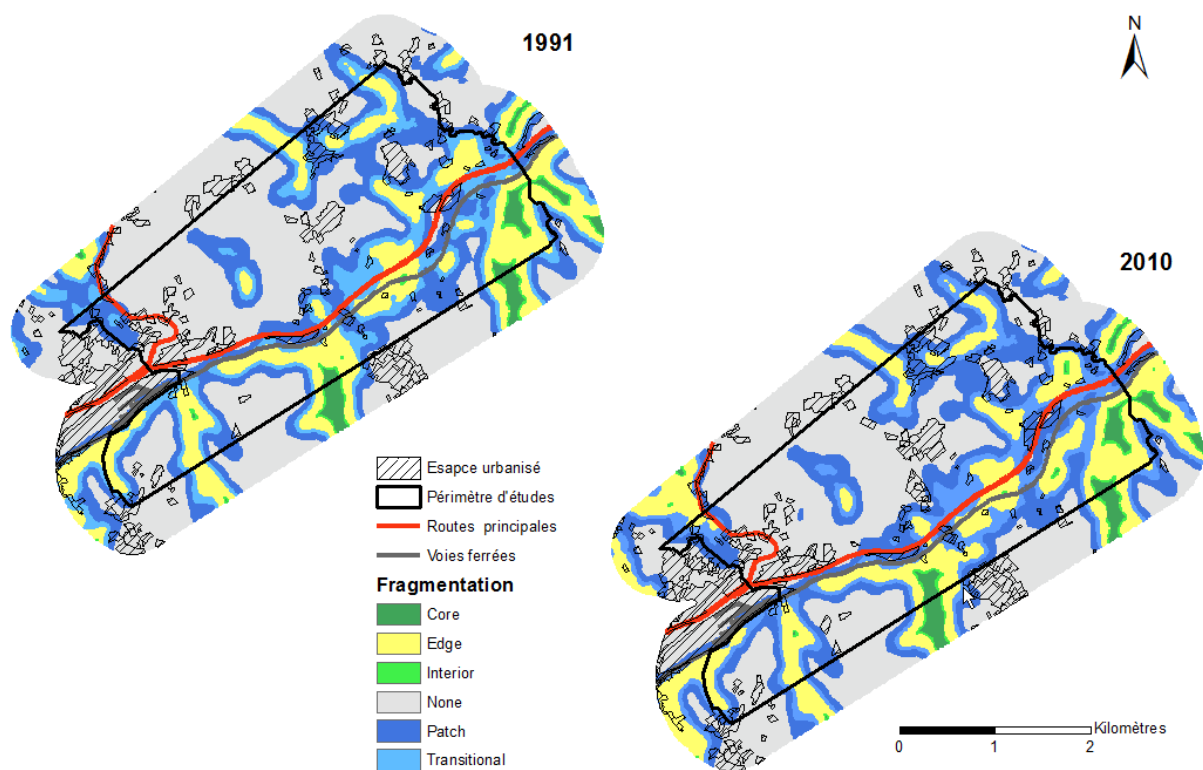 1991
N
2010
Esapce urbanisé
Périmètre d'études
Routes principales
Voies ferrées
Fragmentation
Core
Edge
Interior
None
Patch
Transitional
Kilomètres
0 1 2